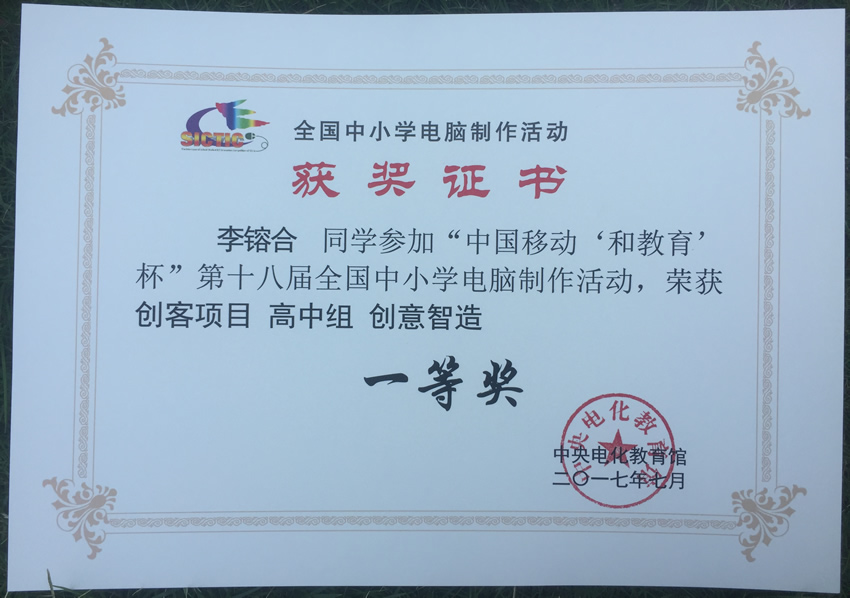 SICTIC
全国中小学电脑制作活动
获奖证书
李镕合 同学参加“中国移动‘和教育’
杯”第十八届全国中小学电脑制作活动，荣获
创客项目 高中组 创意智造
一等奖
中央电化教育馆
中央电化教育馆
二〇一七年七月